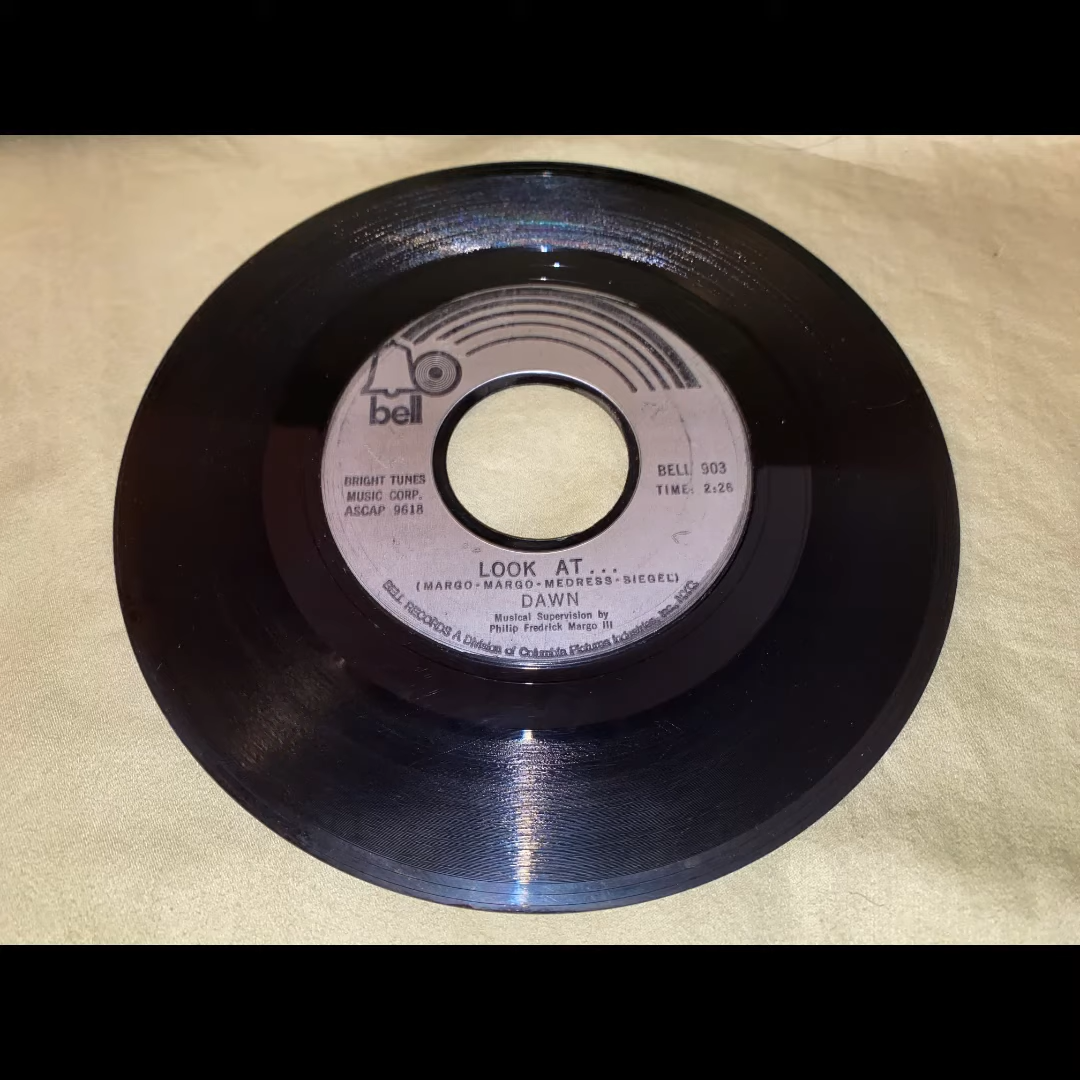 bell
BRIGHT TUNES
MUSIC CORP.
ASCAP 9618
BELL 903
TIME: 2:26
LOOK AT...
(MARGO-MARGO-MEDRESS-SIEGEL)
DAWN
Musical Supervision by
Philip Fredrick Margo III
BELL RECORDS A Division of Columbia Pictures Industries, Inc., N.Y.C.